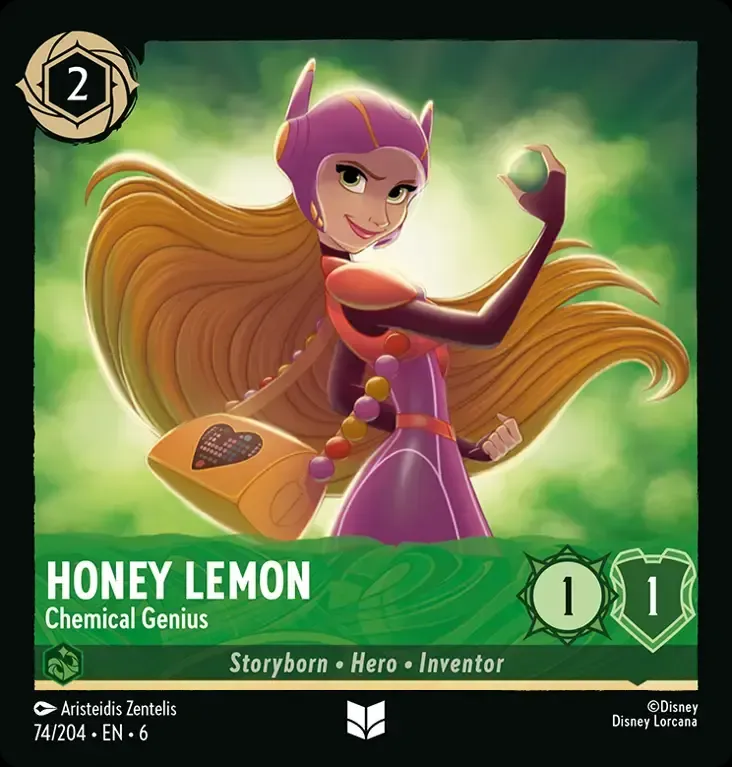 2
HONEY LEMON
Chemical Genius
1
1
Storyborn • Hero • Inventor
Aristeidis Zentelis
74/204 • EN • 6
©Disney
Disney Lorcana